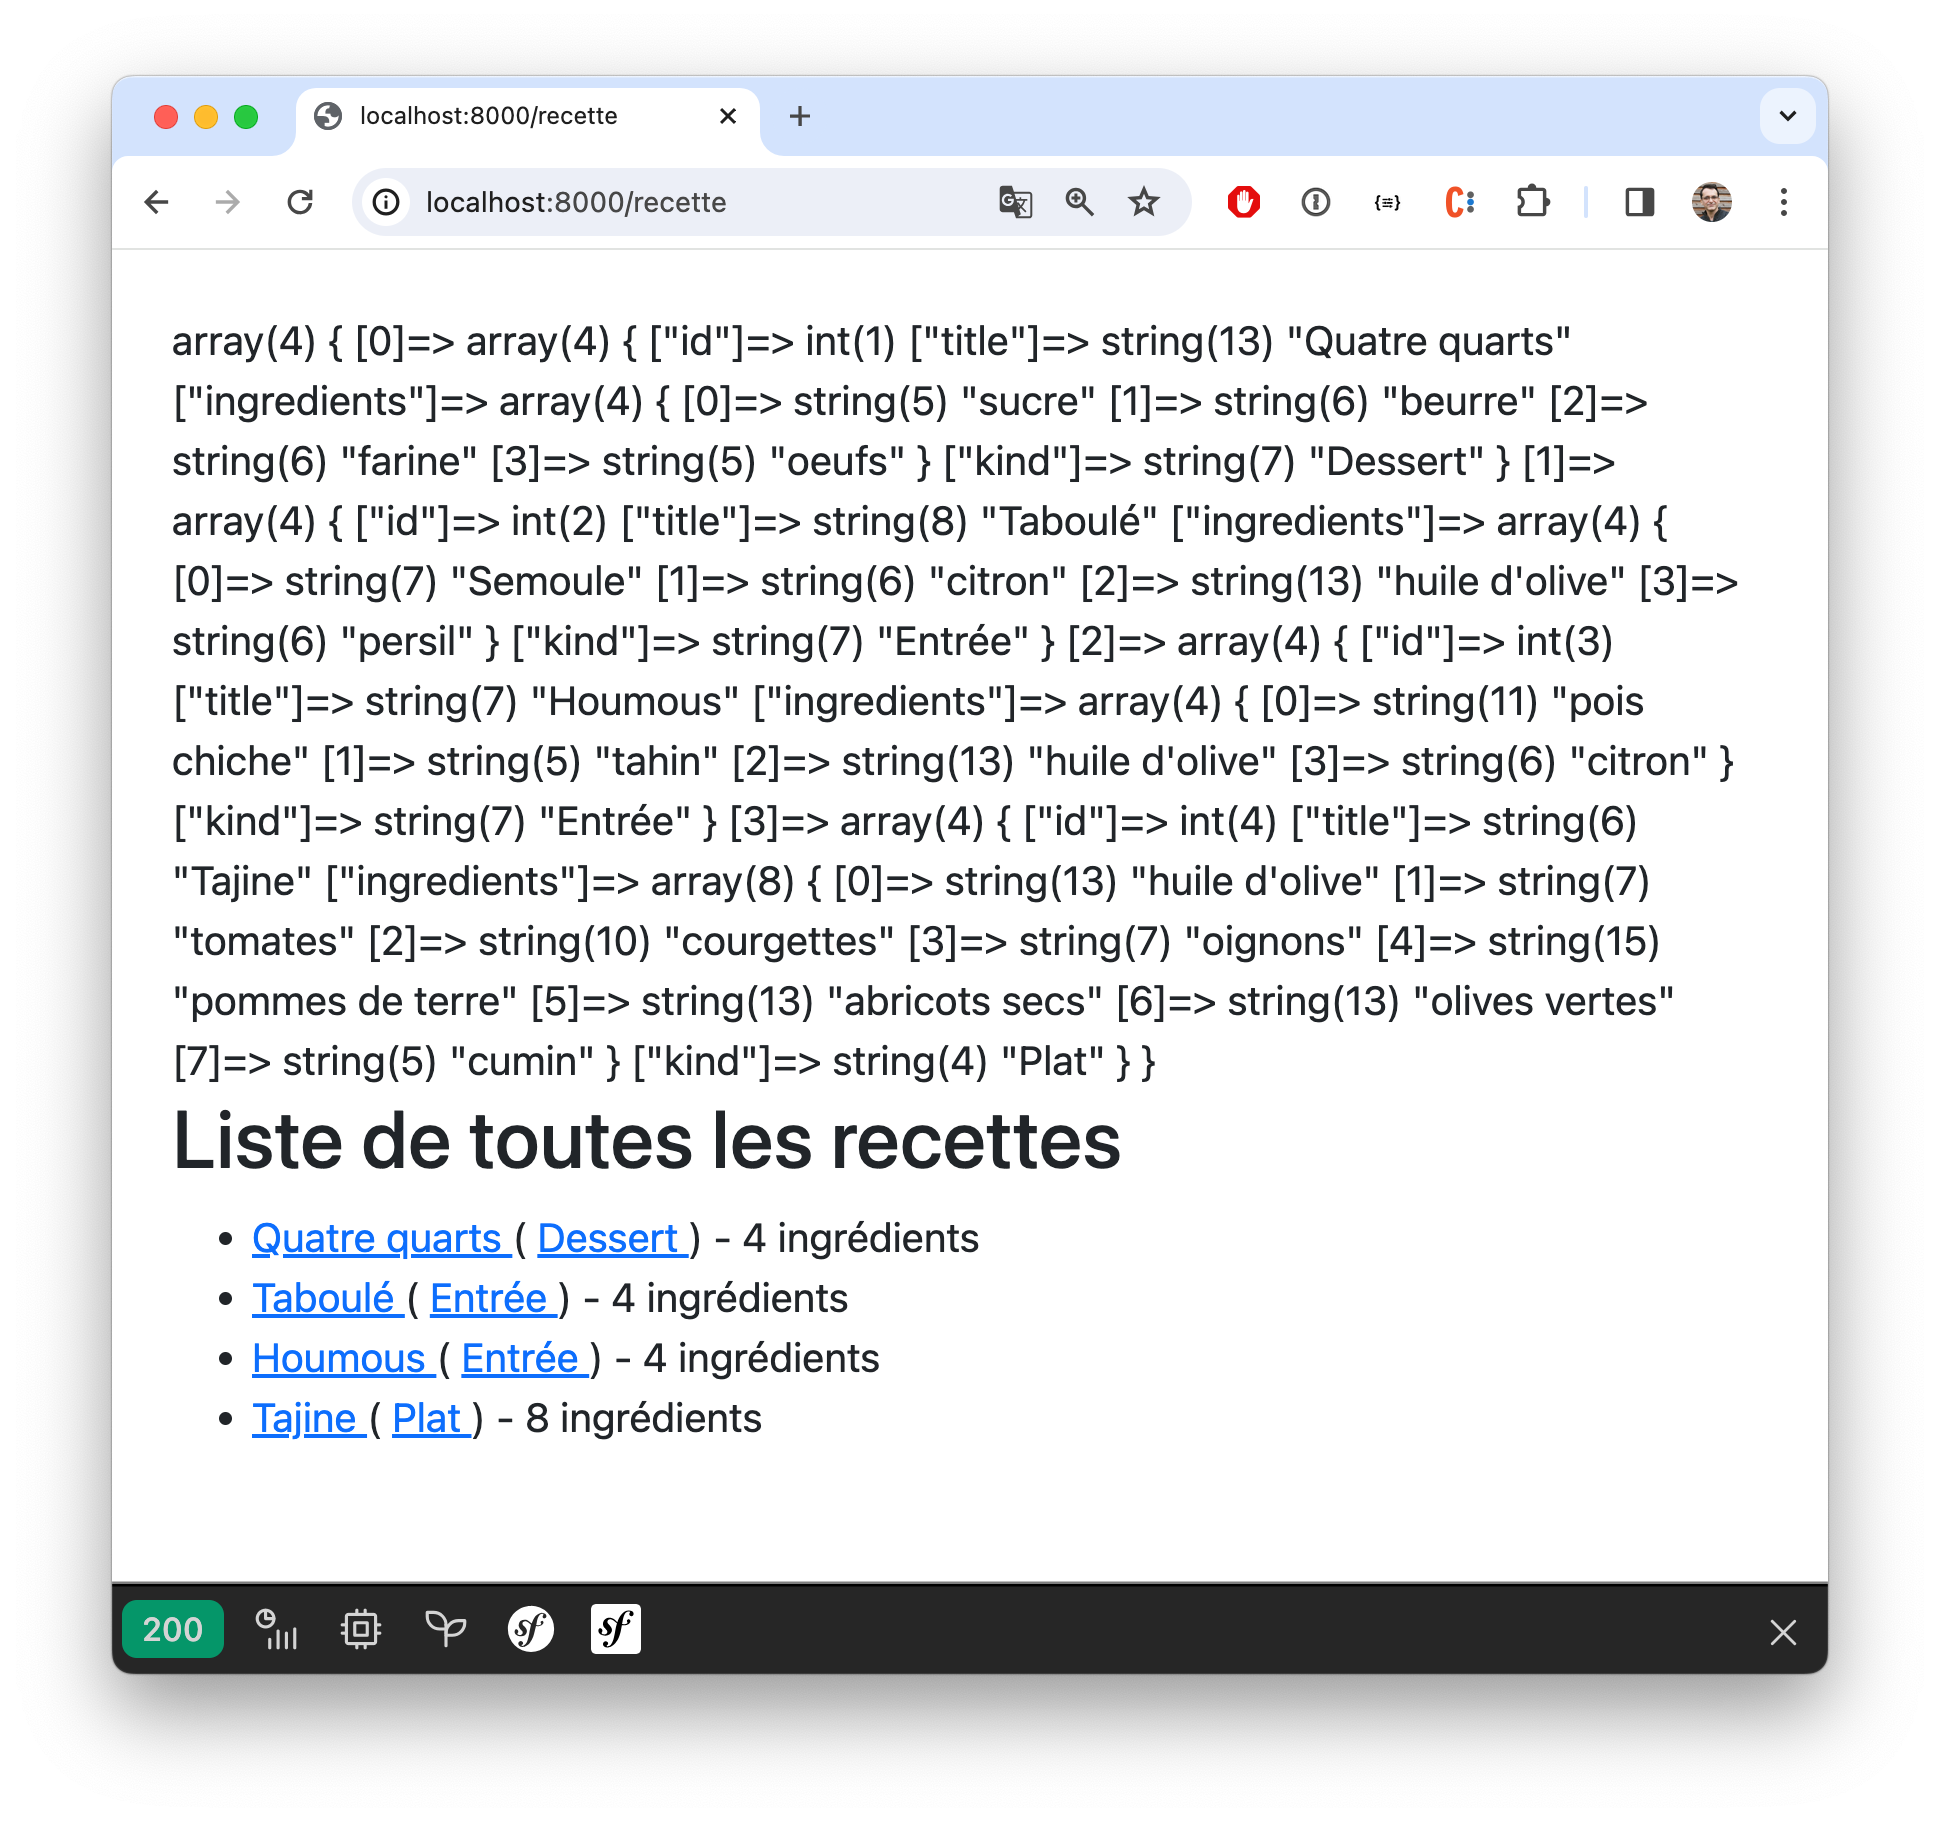 localhost:8000/recette
localhost:8000/recette
array(4) { [0]=> array(4) { ["id"]=> int(1) ["title"]=> string(13) "Quatre quarts"
["ingredients"]=> array(4) { [0]=> string(5) "sucre" [1]=> string(6) "beurre" [2]=>
string(6) "farine" [3]=> string(5) "oeufs" } ["kind"]=> string(7) "Dessert" } [1]=>
array(4) { ["id"]=> int(2) ["title"]=> string(8) "Taboulé" ["ingredients"]=> array(4) {
[0]=> string(7) "Semoule" [1]=> string(6) "citron" [2]=> string(13) "huile d'olive" [3]=>
string(6) "persil" } ["kind"]=> string(7) "Entrée" } [2]=> array(4) { ["id"]=> int(3)
["title"]=> string(7) "Houmous" ["ingredients"]=> array(4) { [0]=> string(11) "pois
chiche" [1]=> string(5) "tahin" [2]=> string(13) "huile d'olive" [3]=> string(6) "citron" }
["kind"]=> string(7) "Entrée" } [3]=> array(4) { ["id"]=> int(4) ["title"]=> string(6)
"Tajine" ["ingredients"]=> array(8) { [0]=> string(13) "huile d'olive" [1]=> string(7)
"tomates" [2]=> string(10) "courgettes" [3]=> string(7) "oignons" [4]=> string(15)
"pommes de terre" [5]=> string(13) "abricots secs" [6]=> string(13) "olives vertes"
[7]=> string(5) "cumin" } ["kind"]=> string(4) "Plat" } }
Liste de toutes les recettes
• Quatre quarts ( Dessert ) - 4 ingrédients
• Taboulé ( Entrée ) - 4 ingrédients
• Houmous ( Entrée ) - 4 ingrédients
• Tajine ( Plat ) - 8 ingrédients
200 sf sf